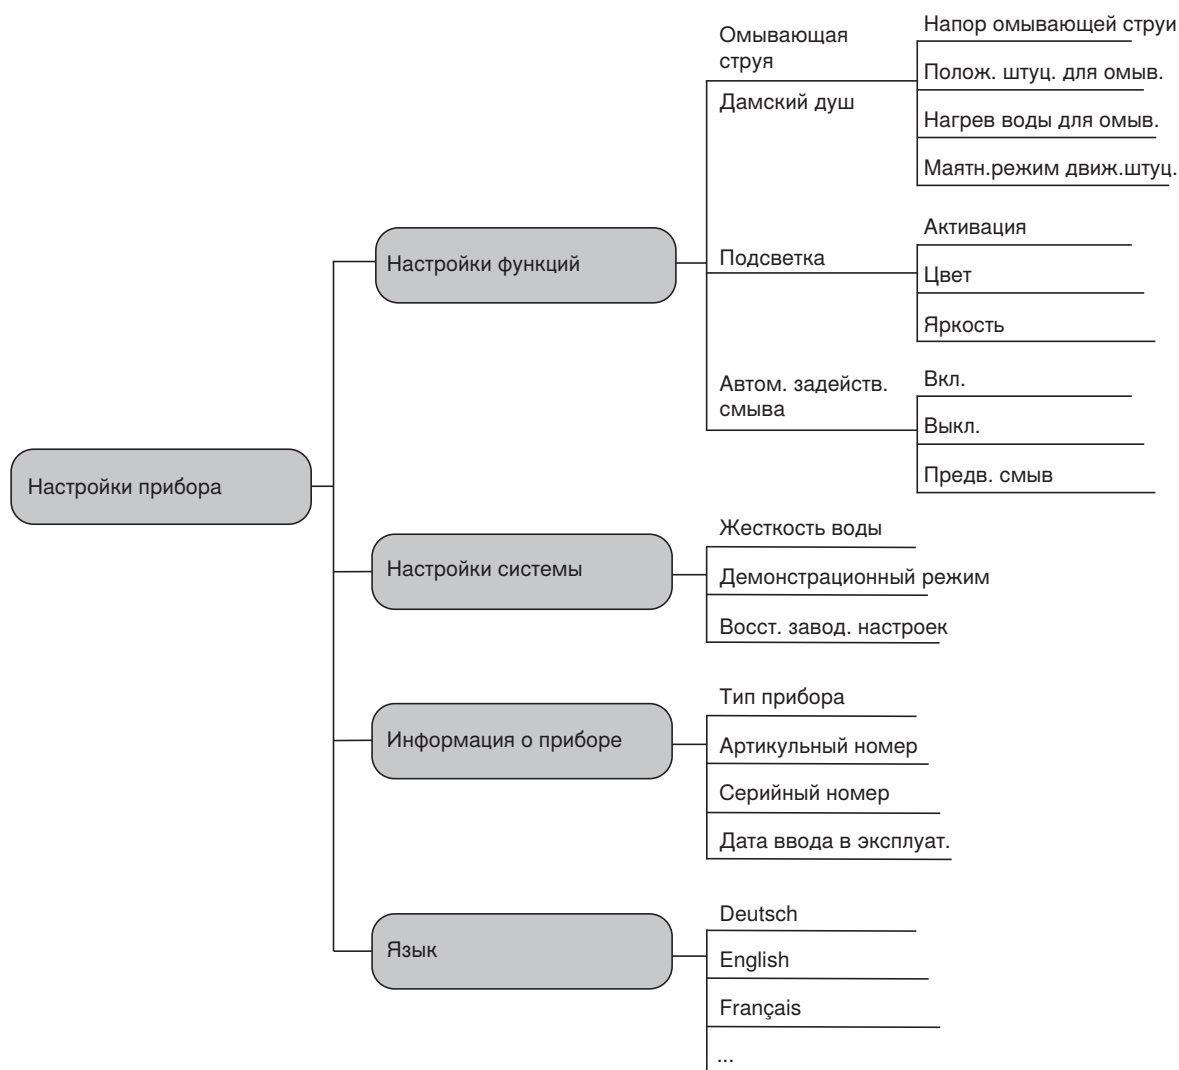 Настройки прибора
Настройки функций
Омывающая
струя
Дамский душ
Напор омывающей струи
Полож. штуц. для омыв.
Нагрев воды для омыв.
Маятн.режим движ.штуц.
Подсветка
Активация
Цвет
Яркость
Автом. задейств.
смыва
Вкл.
Выкл.
Предв. смыв
Настройки системы
Жесткость воды
Демонстрационный режим
Восст. завод. настроек
Информация о приборе
Тип прибора
Артикульный номер
Серийный номер
Дата ввода в эксплуат.
Язык
Deutsch
English
Français
...